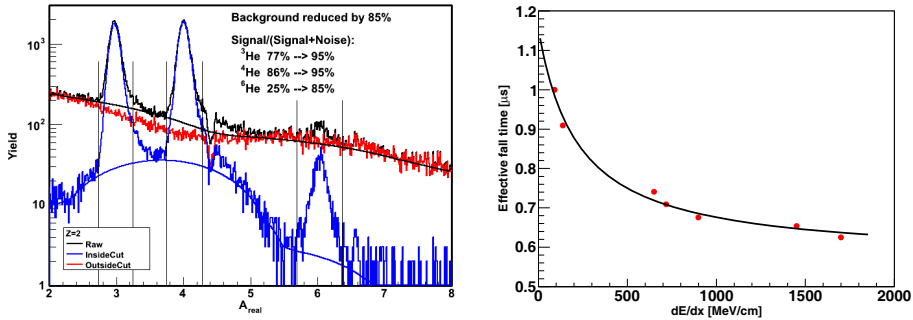 Background reduced by 85%
Signal/(Signal+Noise):
³He 77% --> 95%
⁴He 86% --> 95%
⁶He 25% --> 85%
10³
10²
10
1
Yield
Z=2
Raw
InsideCut
OutsideCut
2 3 4 5 6 7 8
A_real
1.2
1.1
1
0.9
0.8
0.7
0.6
0.5
Effective fall time [µs]
0 500 1000 1500 2000
dE/dx [MeV/cm]